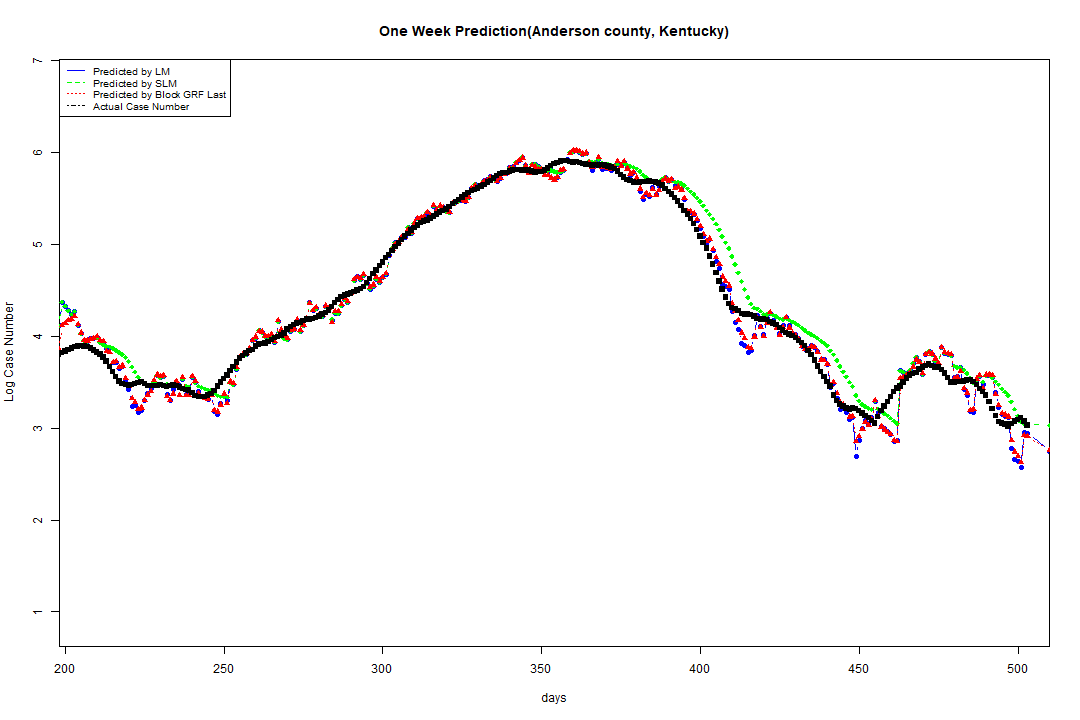 One Week Prediction(Anderson county, Kentucky)
Predicted by LM
Predicted by SLM
Predicted by Block GRF Last
Actual Case Number
7
6
5
4
3
2
1
Log Case Number
200 250 300 350 400 450 500
days